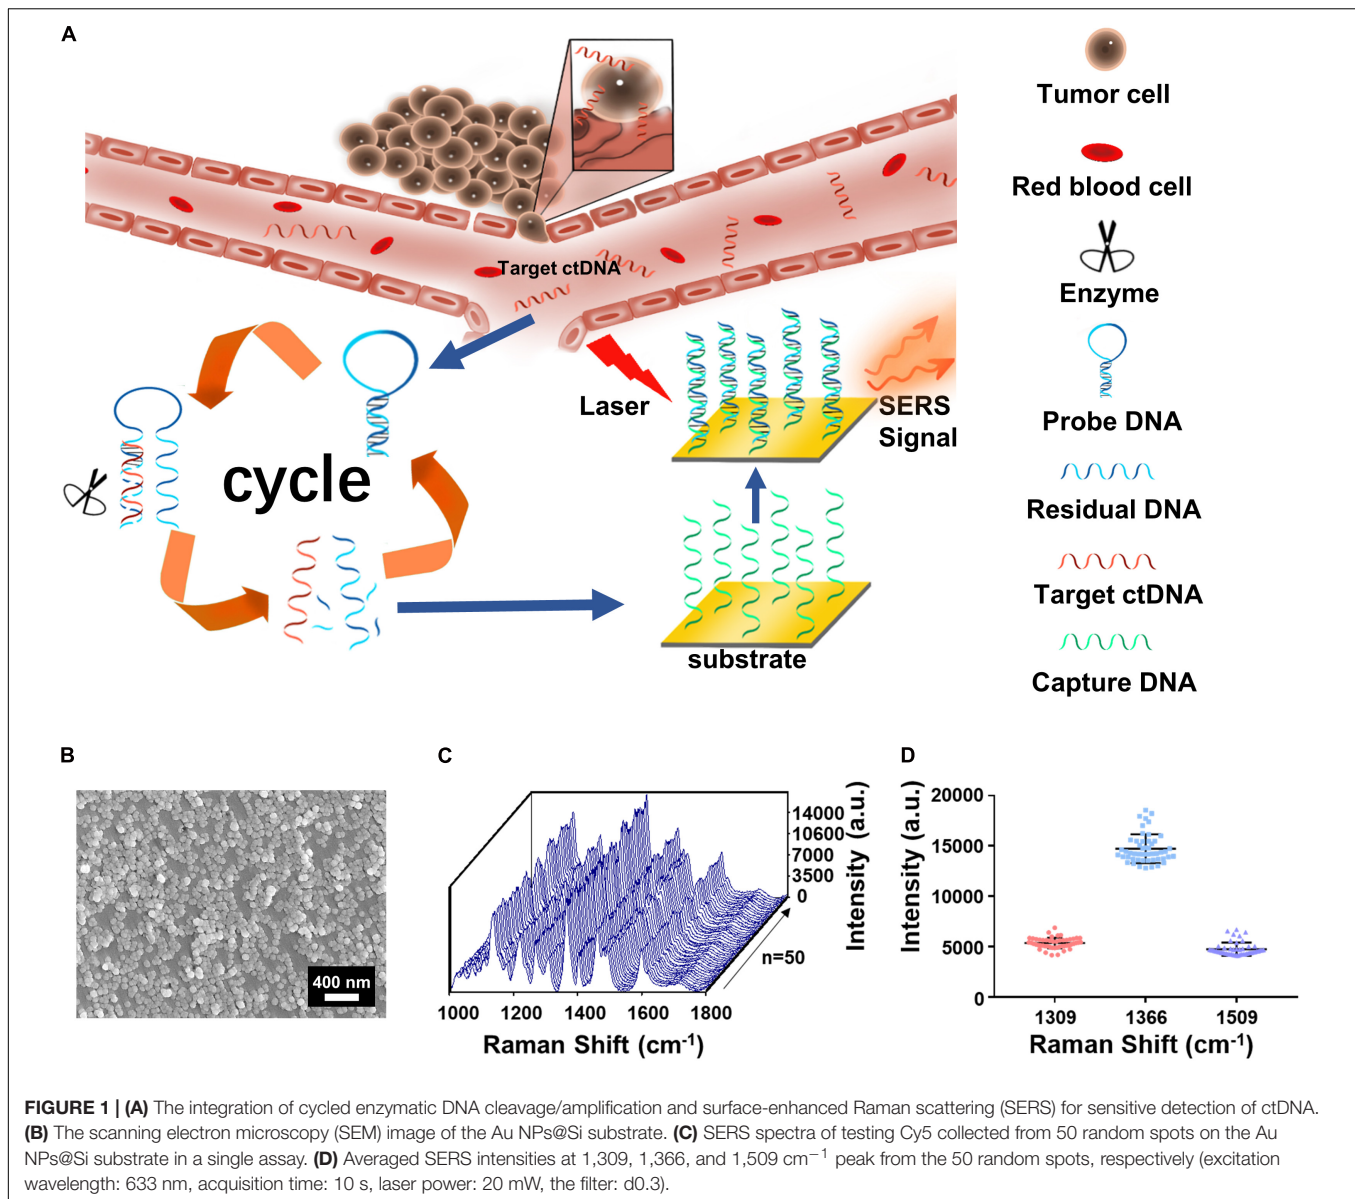 A
Target ctDNA
cycle
Laser
SERS
Signal
substrate
Tumor cell
Red blood cell
Enzyme
Probe DNA
Residual DNA
Target ctDNA
Capture DNA
B
400 nm
C
14000
10600
7000
3500
0
Intensity (a.u.)
n=50
1000 1200 1400 1600 1800
Raman Shift (cm⁻¹)
D
Intensity (a.u.)
20000
15000
10000
5000
0
1309 1366 1509
Raman Shift (cm⁻¹)
FIGURE 1 | (A) The integration of cycled enzymatic DNA cleavage/amplification and surface-enhanced Raman scattering (SERS) for sensitive detection of ctDNA.
(B) The scanning electron microscopy (SEM) image of the Au NPs@Si substrate. (C) SERS spectra of testing Cy5 collected from 50 random spots on the Au
NPs@Si substrate in a single assay. (D) Averaged SERS intensities at 1,309, 1,366, and 1,509 cm⁻¹ peak from the 50 random spots, respectively (excitation
wavelength: 633 nm, acquisition time: 10 s, laser power: 20 mW, the filter: d0.3).